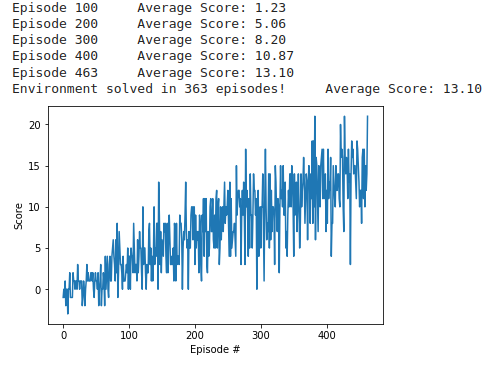 Episode 100 Average Score: 1.23
Episode 200 Average Score: 5.06
Episode 300 Average Score: 8.20
Episode 400 Average Score: 10.87
Episode 463 Average Score: 13.10
Environment solved in 363 episodes! Average Score: 13.10
20
15
10
5
0
Score
0 100 200 300 400
Episode #